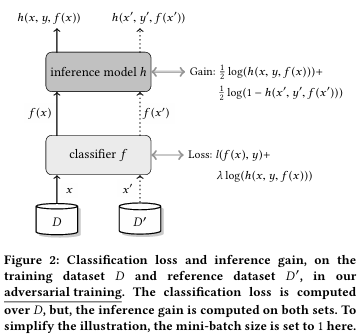 h(x, y, f(x)) h(x′, y′, f(x′))
inference model h
Gain: ½ log(h(x, y, f(x)))+
½ log(1 − h(x′, y′, f(x′)))
f(x) f(x′)
classifier f
Loss: l(f(x), y)+
λ log(h(x, y, f(x)))
x x′
D D′
Figure 2: Classification loss and inference gain, on the
training dataset D and reference dataset D′, in our
adversarial training. The classification loss is computed
over D, but, the inference gain is computed on both sets. To
simplify the illustration, the mini-batch size is set to 1 here.